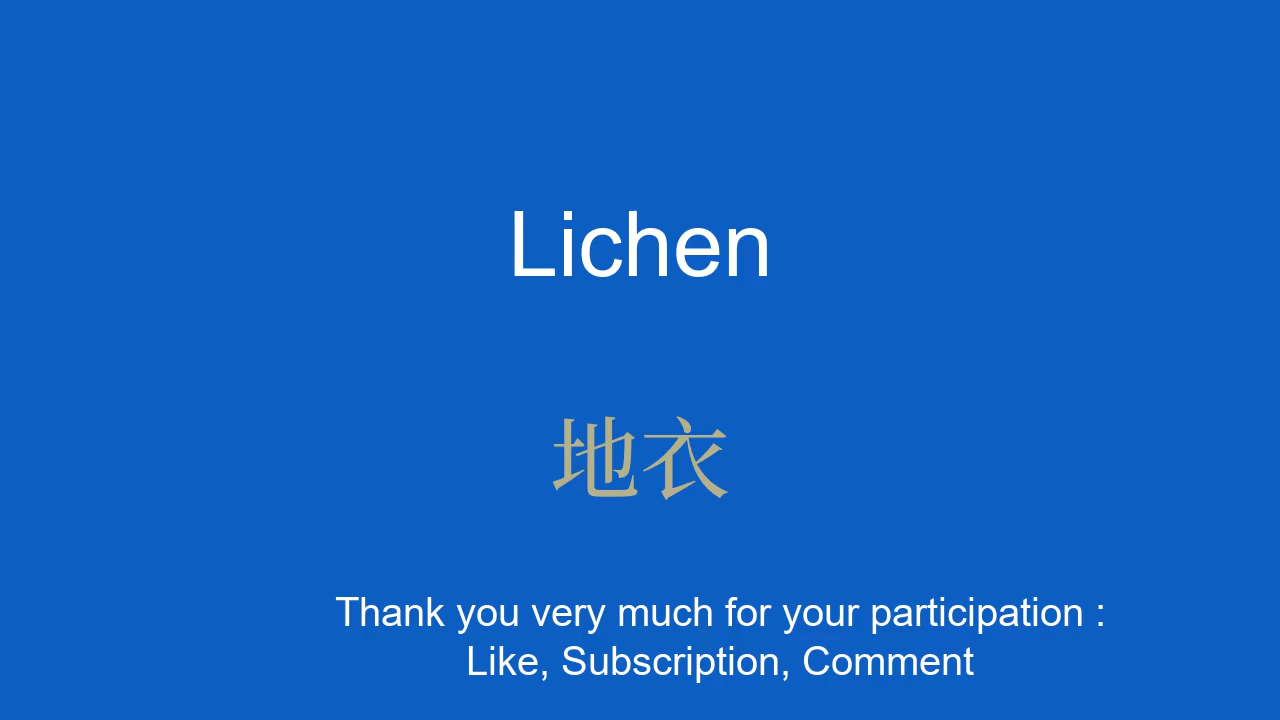 Lichen
地衣
Thank you very much for your participation :
Like, Subscription, Comment